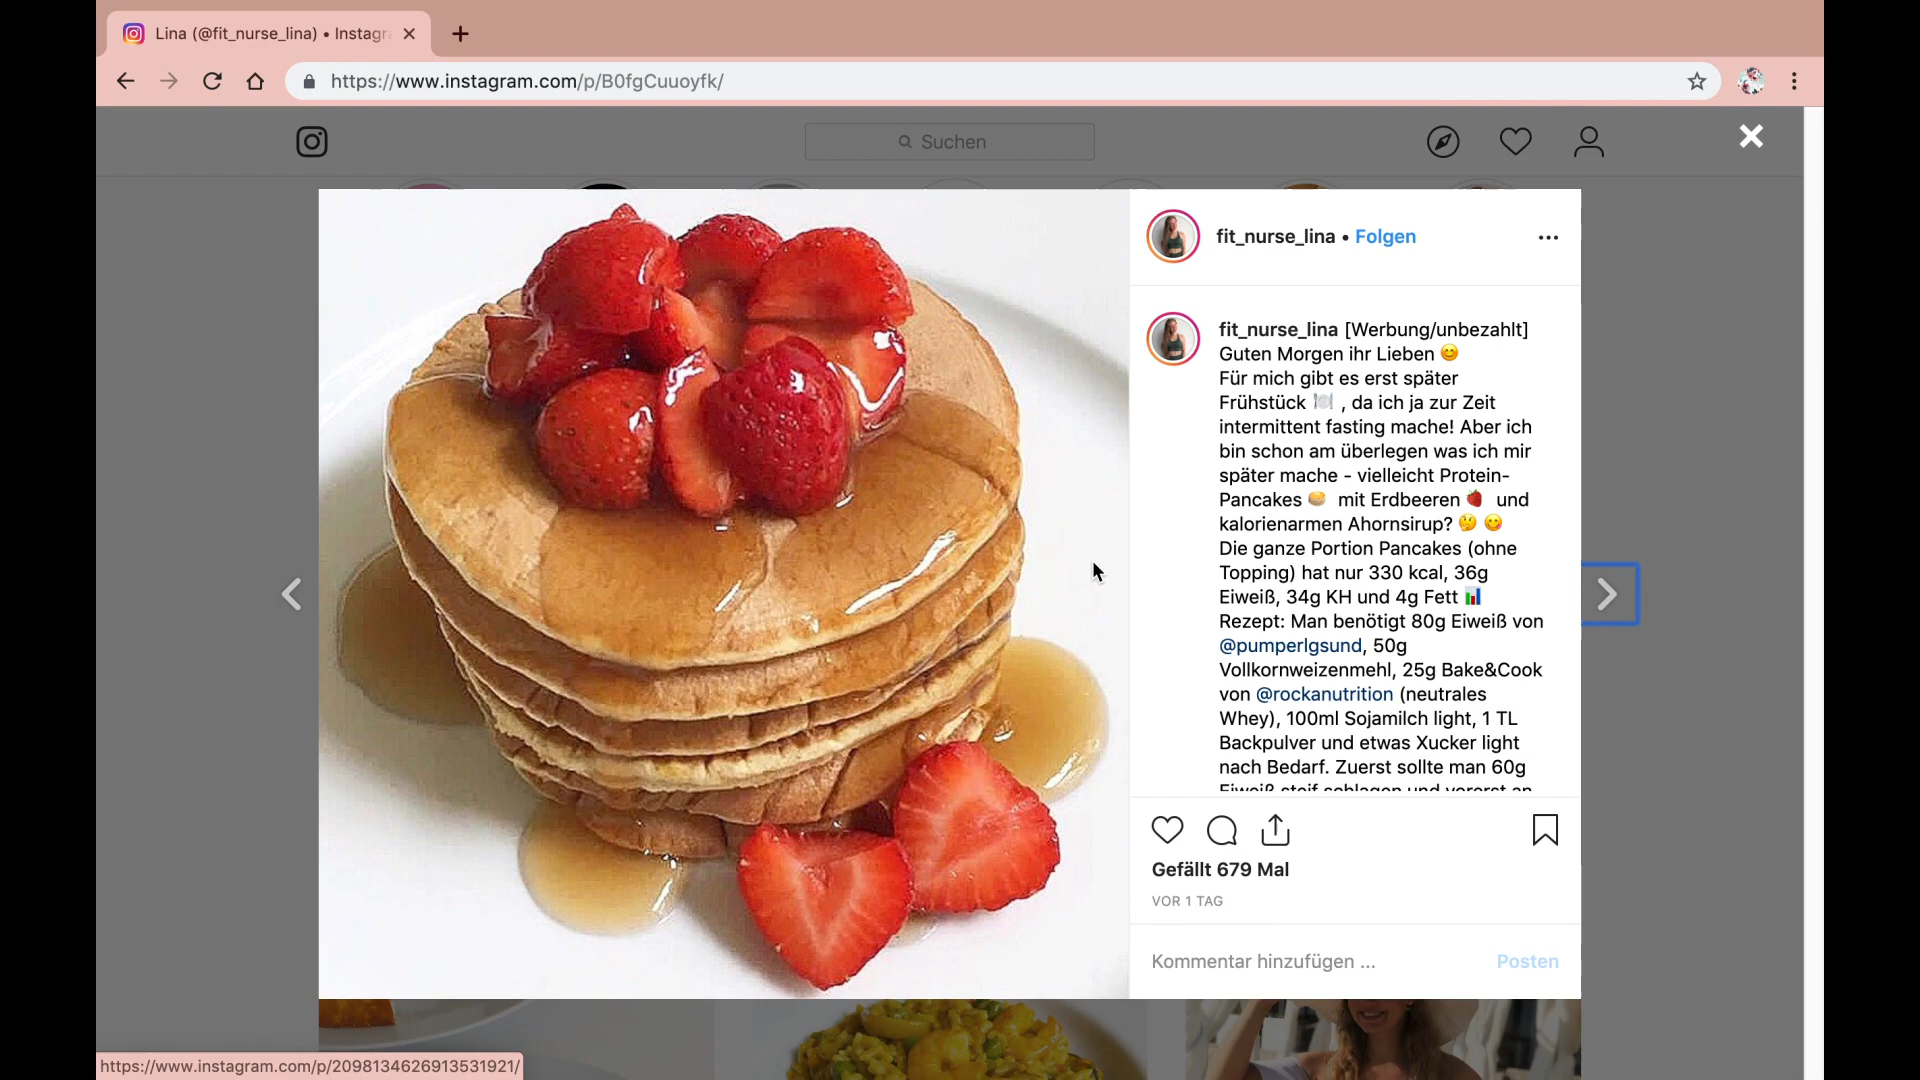 Lina (@fit_nurse_lina) • Instagr
https://www.instagram.com/p/B0fgCuuoyfk/
Suchen
fit_nurse_lina • Folgen
fit_nurse_lina [Werbung/unbezahlt]
Guten Morgen ihr Lieben 😊
Für mich gibt es erst später
Frühstück 🍽 , da ich ja zur Zeit
intermittent fasting mache! Aber ich
bin schon am überlegen was ich mir
später mache - vielleicht Protein-
Pancakes 🥞 mit Erdbeeren 🍓 und
kalorienarmen Ahornsirup? 🤔 😋
Die ganze Portion Pancakes (ohne
Topping) hat nur 330 kcal, 36g
Eiweiß, 34g KH und 4g Fett 📊
Rezept: Man benötigt 80g Eiweiß von
@pumperlgsund, 50g
Vollkornweizenmehl, 25g Bake&Cook
von @rockanutrition (neutrales
Whey), 100ml Sojamilch light, 1 TL
Backpulver und etwas Xucker light
nach Bedarf. Zuerst sollte man 60g
Eiweiß steif schlagen und vorerst an
Gefällt 679 Mal
VOR 1 TAG
Kommentar hinzufügen ... Posten
https://www.instagram.com/p/2098134626913531921/